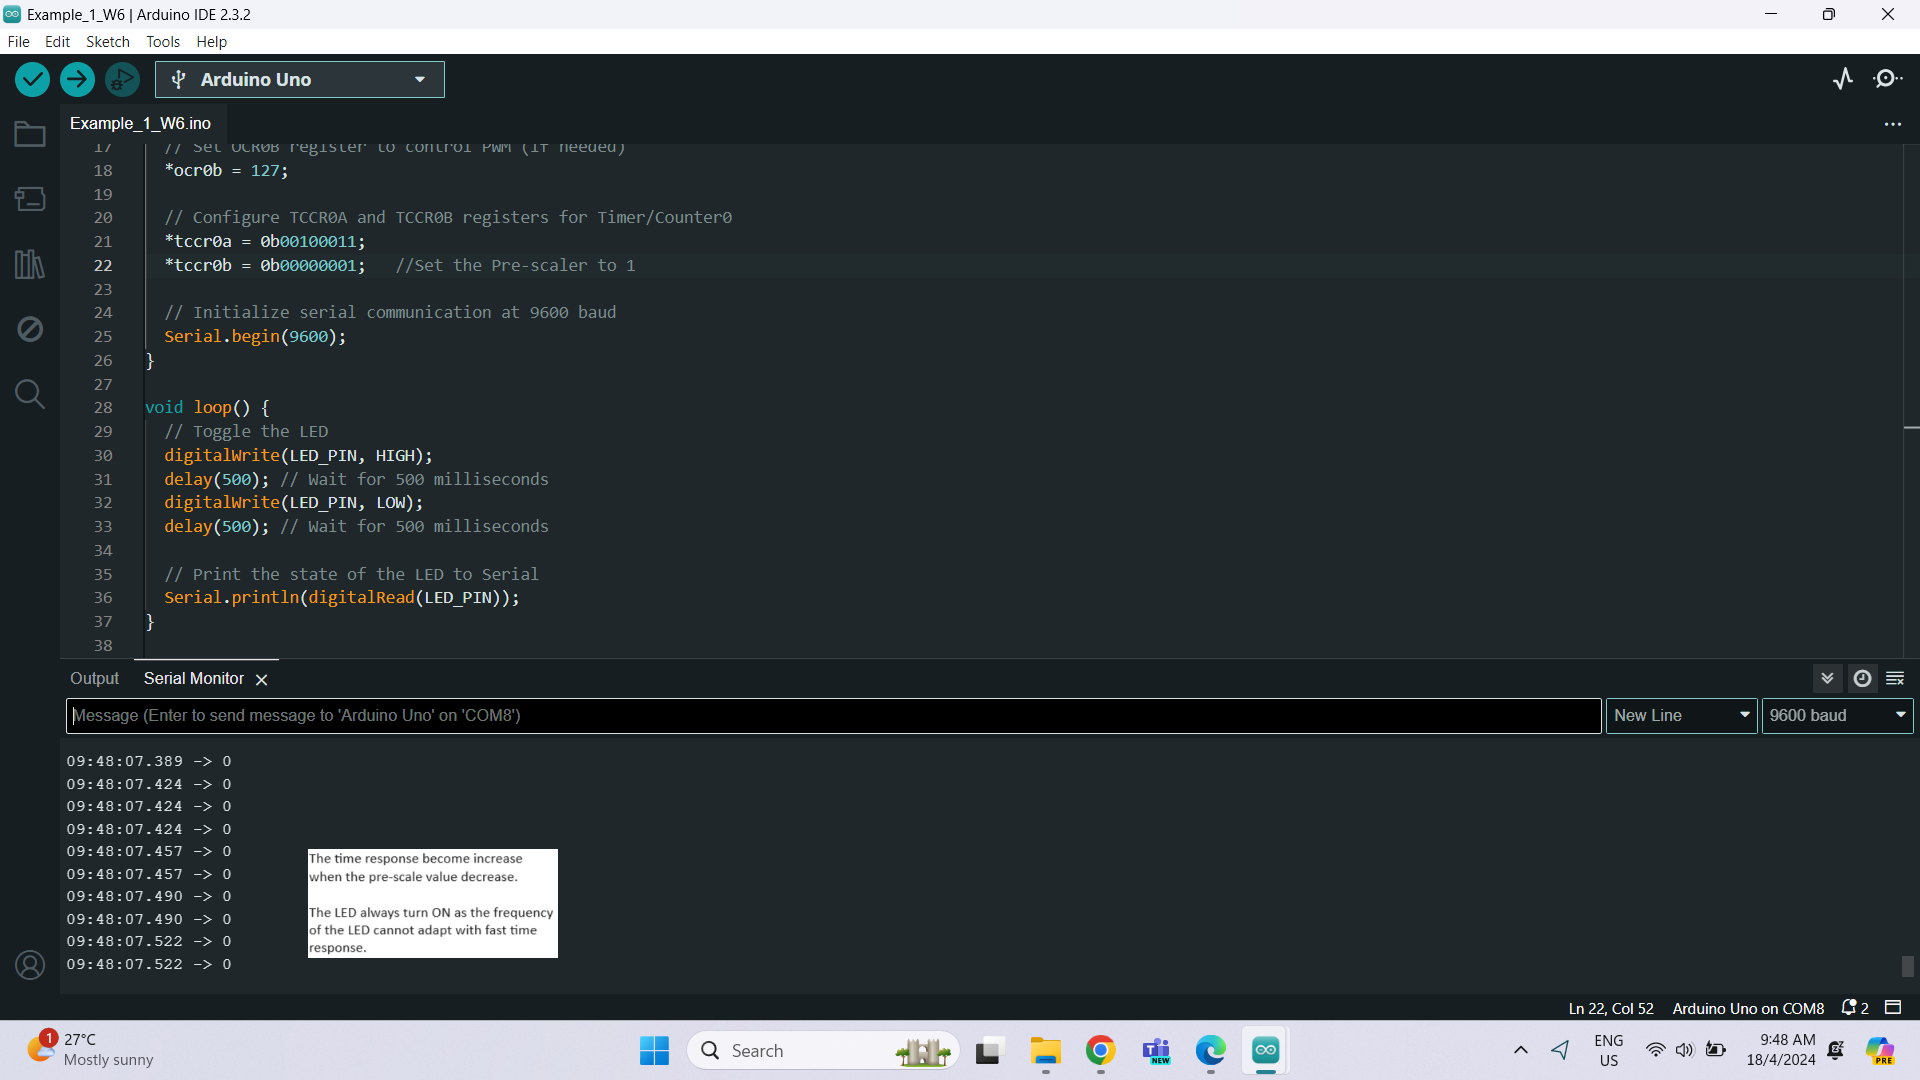 Example_1_W6 | Arduino IDE 2.3.2
File Edit Sketch Tools Help
Arduino Uno
Example_1_W6.ino
17 // Set OCR0B register to control PWM (if needed)
18 *ocr0b = 127;
19
20 // Configure TCCR0A and TCCR0B registers for Timer/Counter0
21 *tccr0a = 0b00100011;
22 *tccr0b = 0b00000001; //Set the Pre-scaler to 1
23
24 // Initialize serial communication at 9600 baud
25 Serial.begin(9600);
26 }
27
28 void loop() {
29 // Toggle the LED
30 digitalWrite(LED_PIN, HIGH);
31 delay(500); // Wait for 500 milliseconds
32 digitalWrite(LED_PIN, LOW);
33 delay(500); // Wait for 500 milliseconds
34
35 // Print the state of the LED to Serial
36 Serial.println(digitalRead(LED_PIN));
37 }
38
Output Serial Monitor
Message (Enter to send message to 'Arduino Uno' on 'COM8') New Line 9600 baud
09:48:07.389 -> 0
09:48:07.424 -> 0
09:48:07.424 -> 0
09:48:07.424 -> 0
09:48:07.457 -> 0
09:48:07.457 -> 0
09:48:07.490 -> 0
09:48:07.490 -> 0
09:48:07.522 -> 0
09:48:07.522 -> 0
The time response become increase
when the pre-scale value decrease.
The LED always turn ON as the frequency
of the LED cannot adapt with fast time
response.
Ln 22, Col 52 Arduino Uno on COM8 2
1
27°C
Mostly sunny
Search
NEW
ENG
US
9:48 AM
18/4/2024
PRE